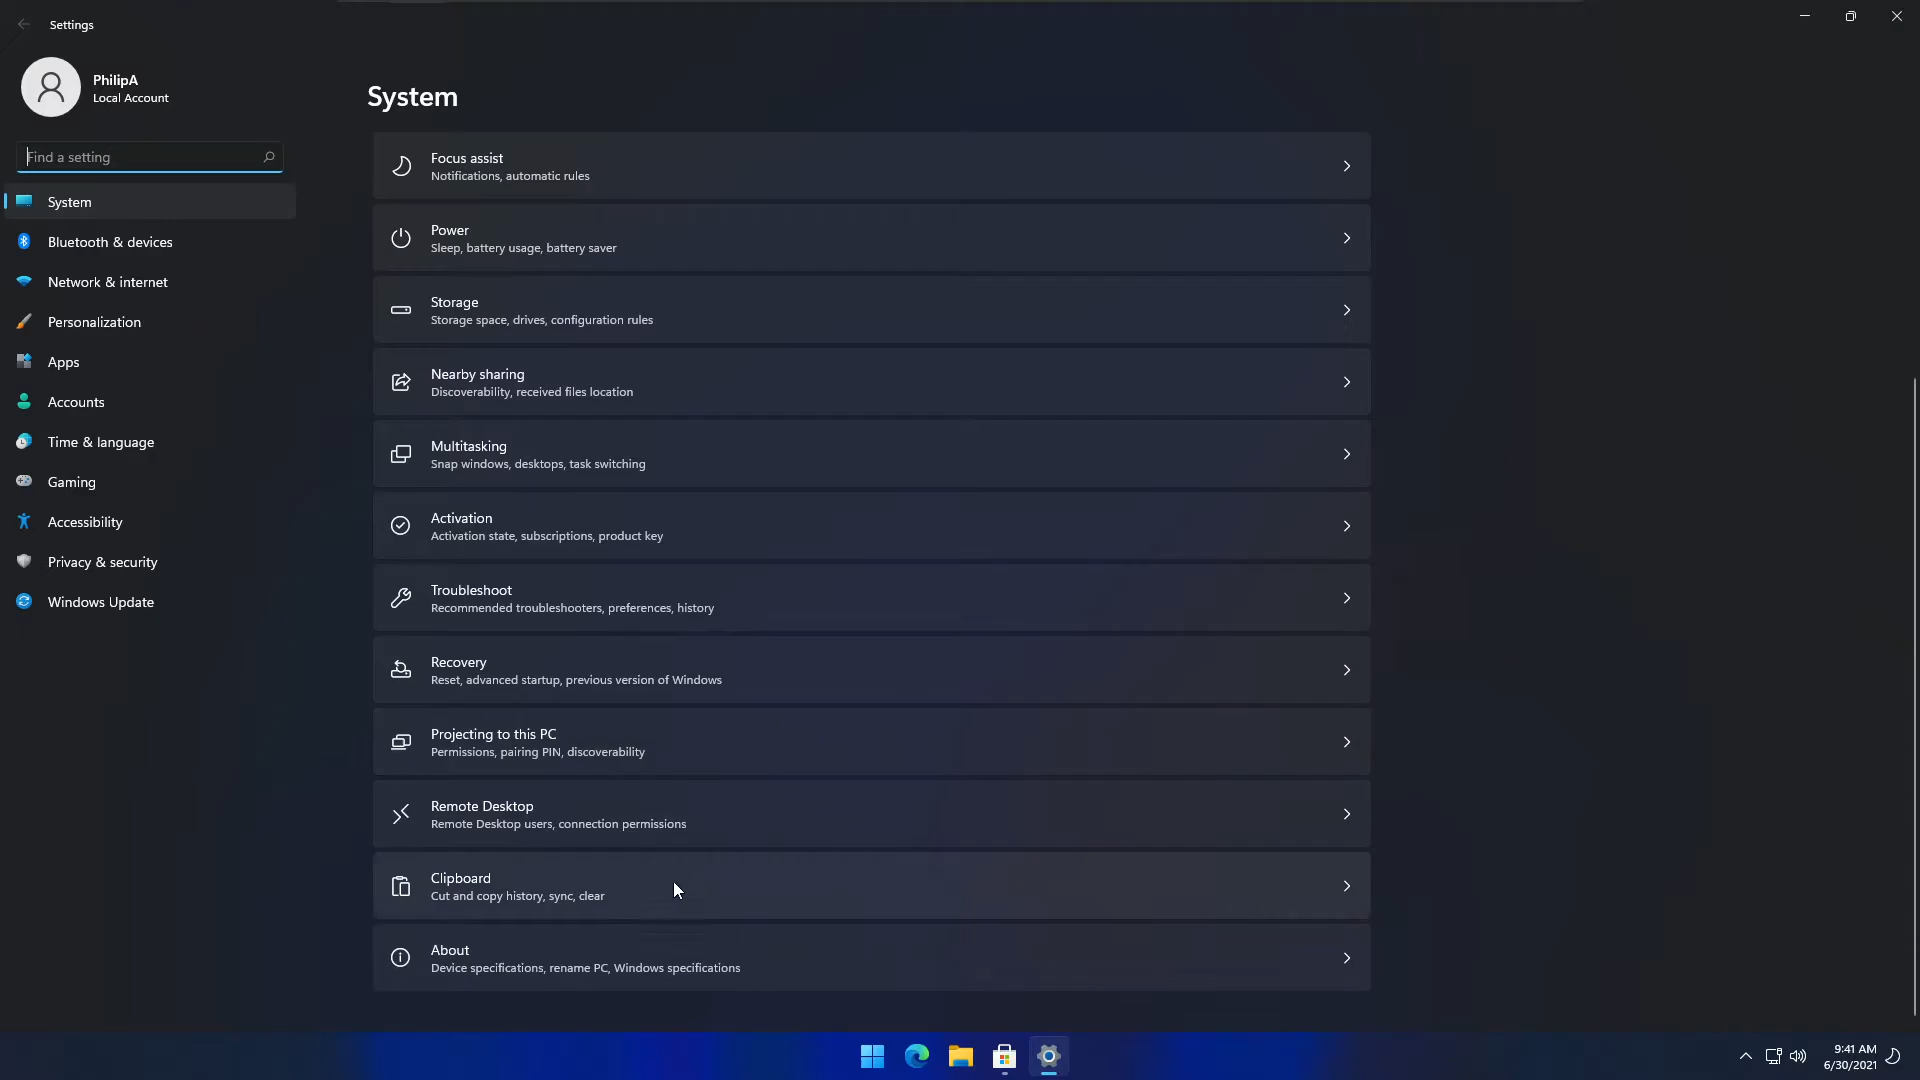 Settings
PhilipA
Local Account
Find a setting
System
Bluetooth & devices
Network & internet
Personalization
Apps
Accounts
Time & language
Gaming
Accessibility
Privacy & security
Windows Update
System
Focus assist
Notifications, automatic rules
Power
Sleep, battery usage, battery saver
Storage
Storage space, drives, configuration rules
Nearby sharing
Discoverability, received files location
Multitasking
Snap windows, desktops, task switching
Activation
Activation state, subscriptions, product key
Troubleshoot
Recommended troubleshooters, preferences, history
Recovery
Reset, advanced startup, previous version of Windows
Projecting to this PC
Permissions, pairing PIN, discoverability
Remote Desktop
Remote Desktop users, connection permissions
Clipboard
Cut and copy history, sync, clear
About
Device specifications, rename PC, Windows specifications
9:41 AM
6/30/2021